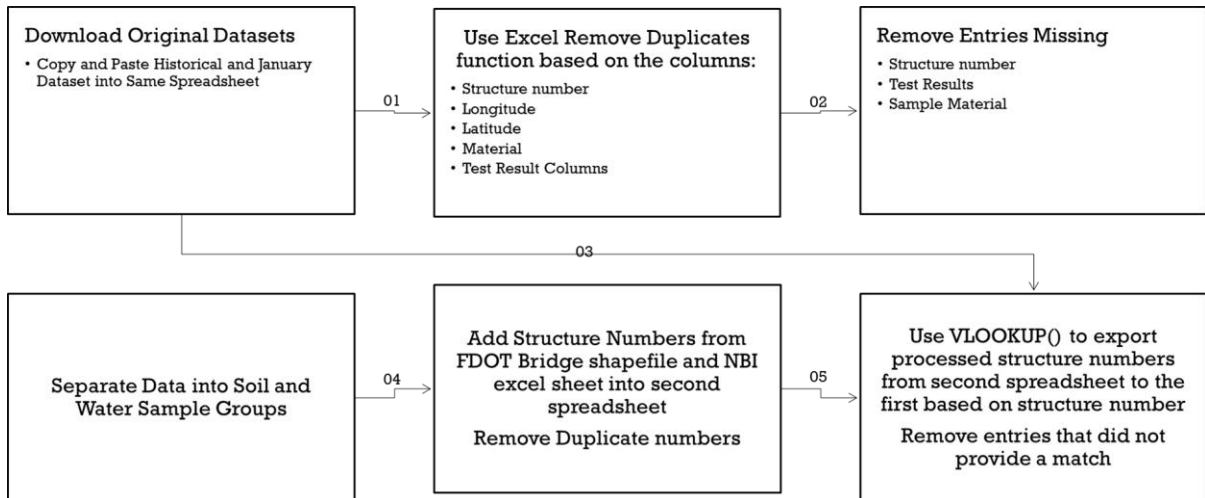 Download Original Datasets
• Copy and Paste Historical and January
Dataset into Same Spreadsheet
01
Use Excel Remove Duplicates
function based on the columns:
• Structure number
• Longitude
• Latitude
• Material
• Test Result Columns
02
Remove Entries Missing
• Structure number
• Test Results
• Sample Material
03
Separate Data into Soil and
Water Sample Groups
04
Add Structure Numbers from
FDOT Bridge shapefile and NBI
excel sheet into second
spreadsheet
Remove Duplicate numbers
05
Use VLOOKUP() to export
processed structure numbers
from second spreadsheet to the
first based on structure number
Remove entries that did not
provide a match